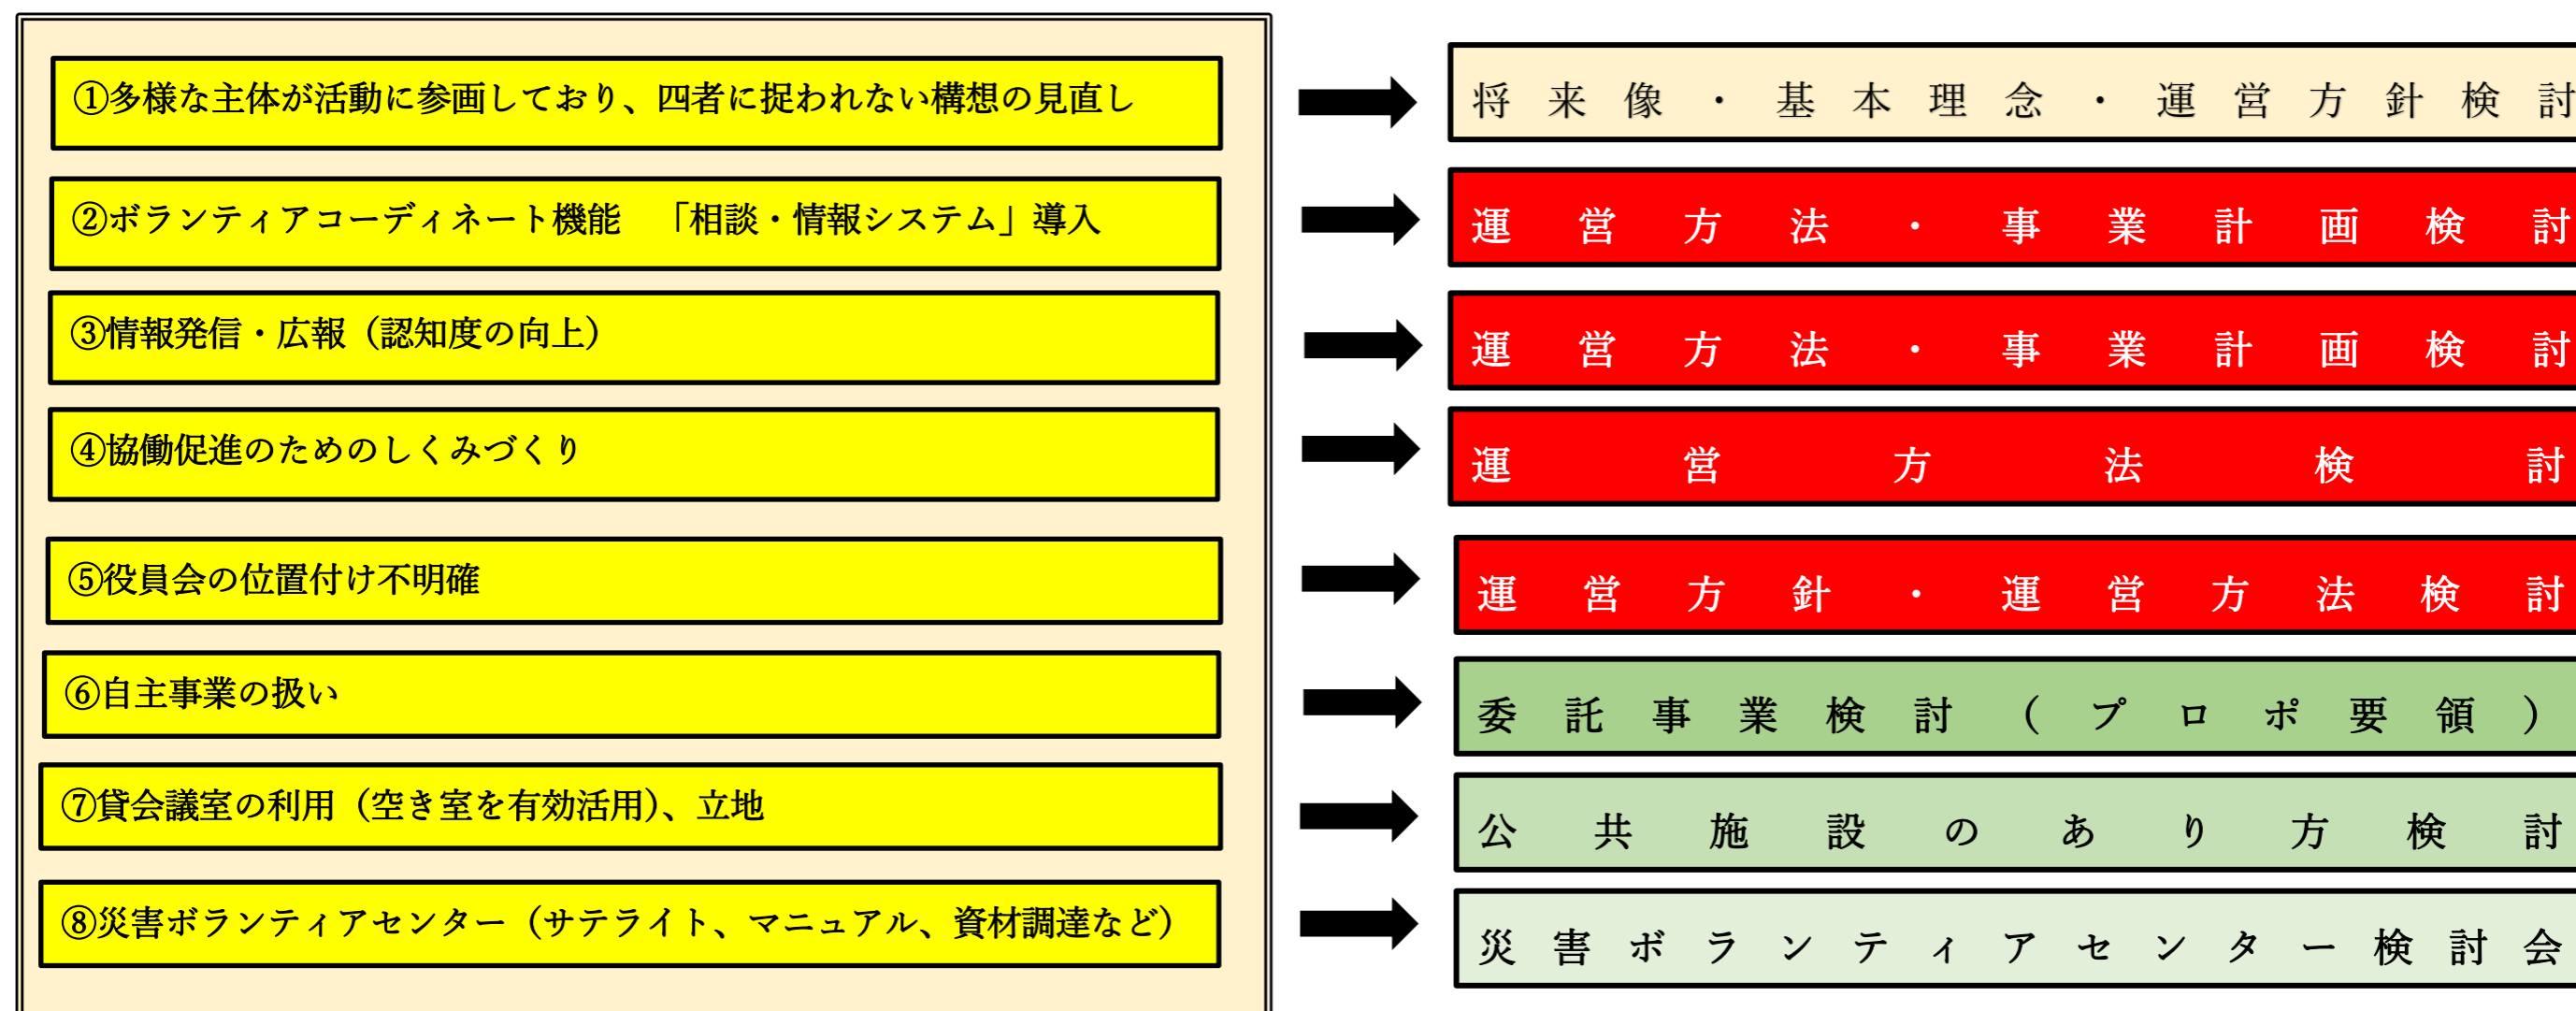 ①多様な主体が活動に参画しており、四者に捉われない構想の見直し
将来像・基本理念・運営方針検討
②ボランティアコーディネート機能　「相談・情報システム」導入
運営方法・事業計画検討
③情報発信・広報（認知度の向上）
運営方法・事業計画検討
④協働促進のためのしくみづくり
運営方法検討
⑤役員会の位置付け不明確
運営方針・運営方法検討
⑥自主事業の扱い
委託事業検討（プロポ要領）
⑦貸会議室の利用（空き室を有効活用）、立地
公共施設のあり方検討
⑧災害ボランティアセンター（サテライト、マニュアル、資材調達など）
災害ボランティアセンター検討会